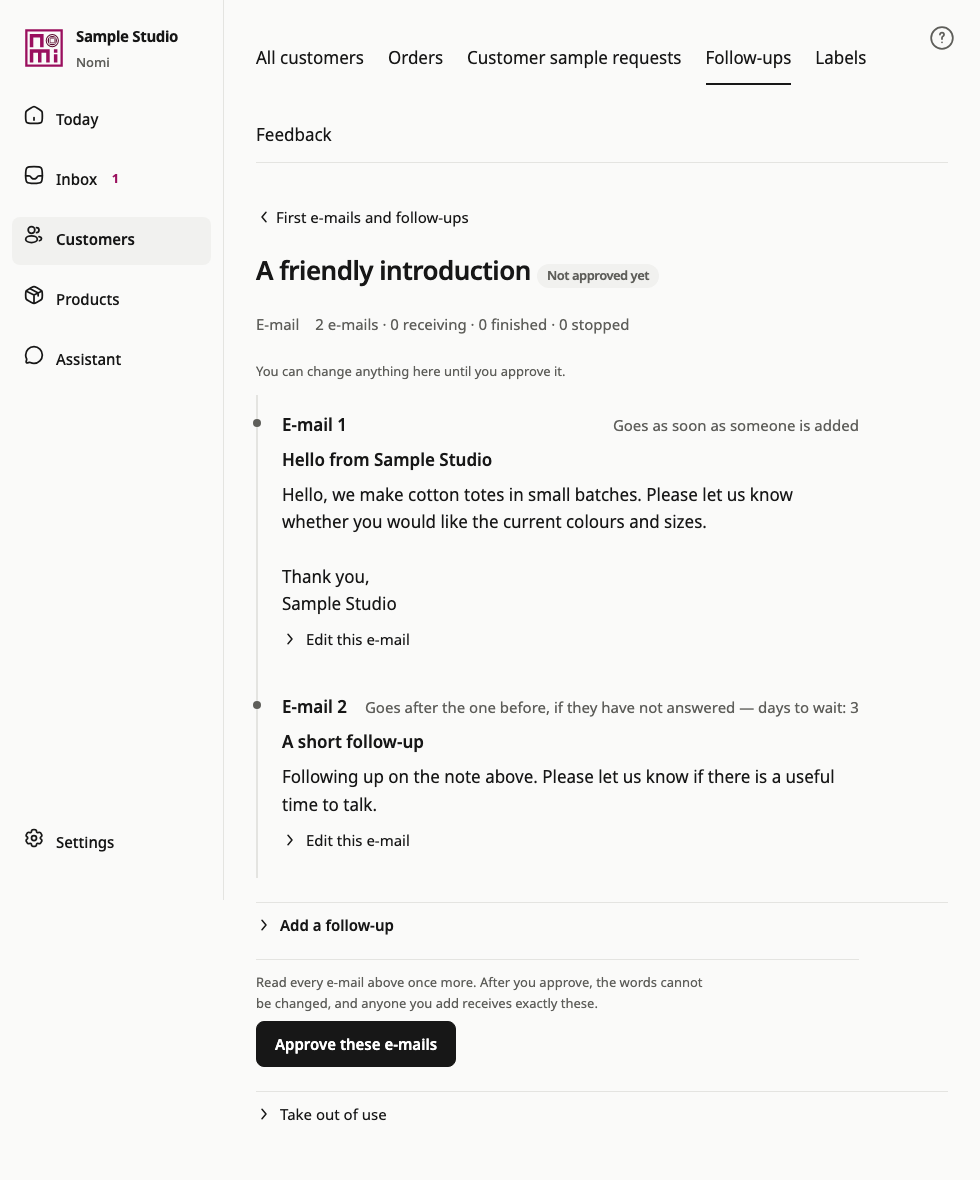 nomi
Sample Studio
Nomi
Today
Inbox 1
Customers
Products
Assistant
Settings
All customers Orders Customer sample requests Follow-ups Labels
?
Feedback
First e-mails and follow-ups
A friendly introduction Not approved yet
E-mail 2 e-mails · 0 receiving · 0 finished · 0 stopped
You can change anything here until you approve it.
E-mail 1 Goes as soon as someone is added
Hello from Sample Studio
Hello, we make cotton totes in small batches. Please let us know
whether you would like the current colours and sizes.
Thank you,
Sample Studio
Edit this e-mail
E-mail 2 Goes after the one before, if they have not answered — days to wait: 3
A short follow-up
Following up on the note above. Please let us know if there is a useful
time to talk.
Edit this e-mail
Add a follow-up
Read every e-mail above once more. After you approve, the words cannot
be changed, and anyone you add receives exactly these.
Approve these e-mails
Take out of use